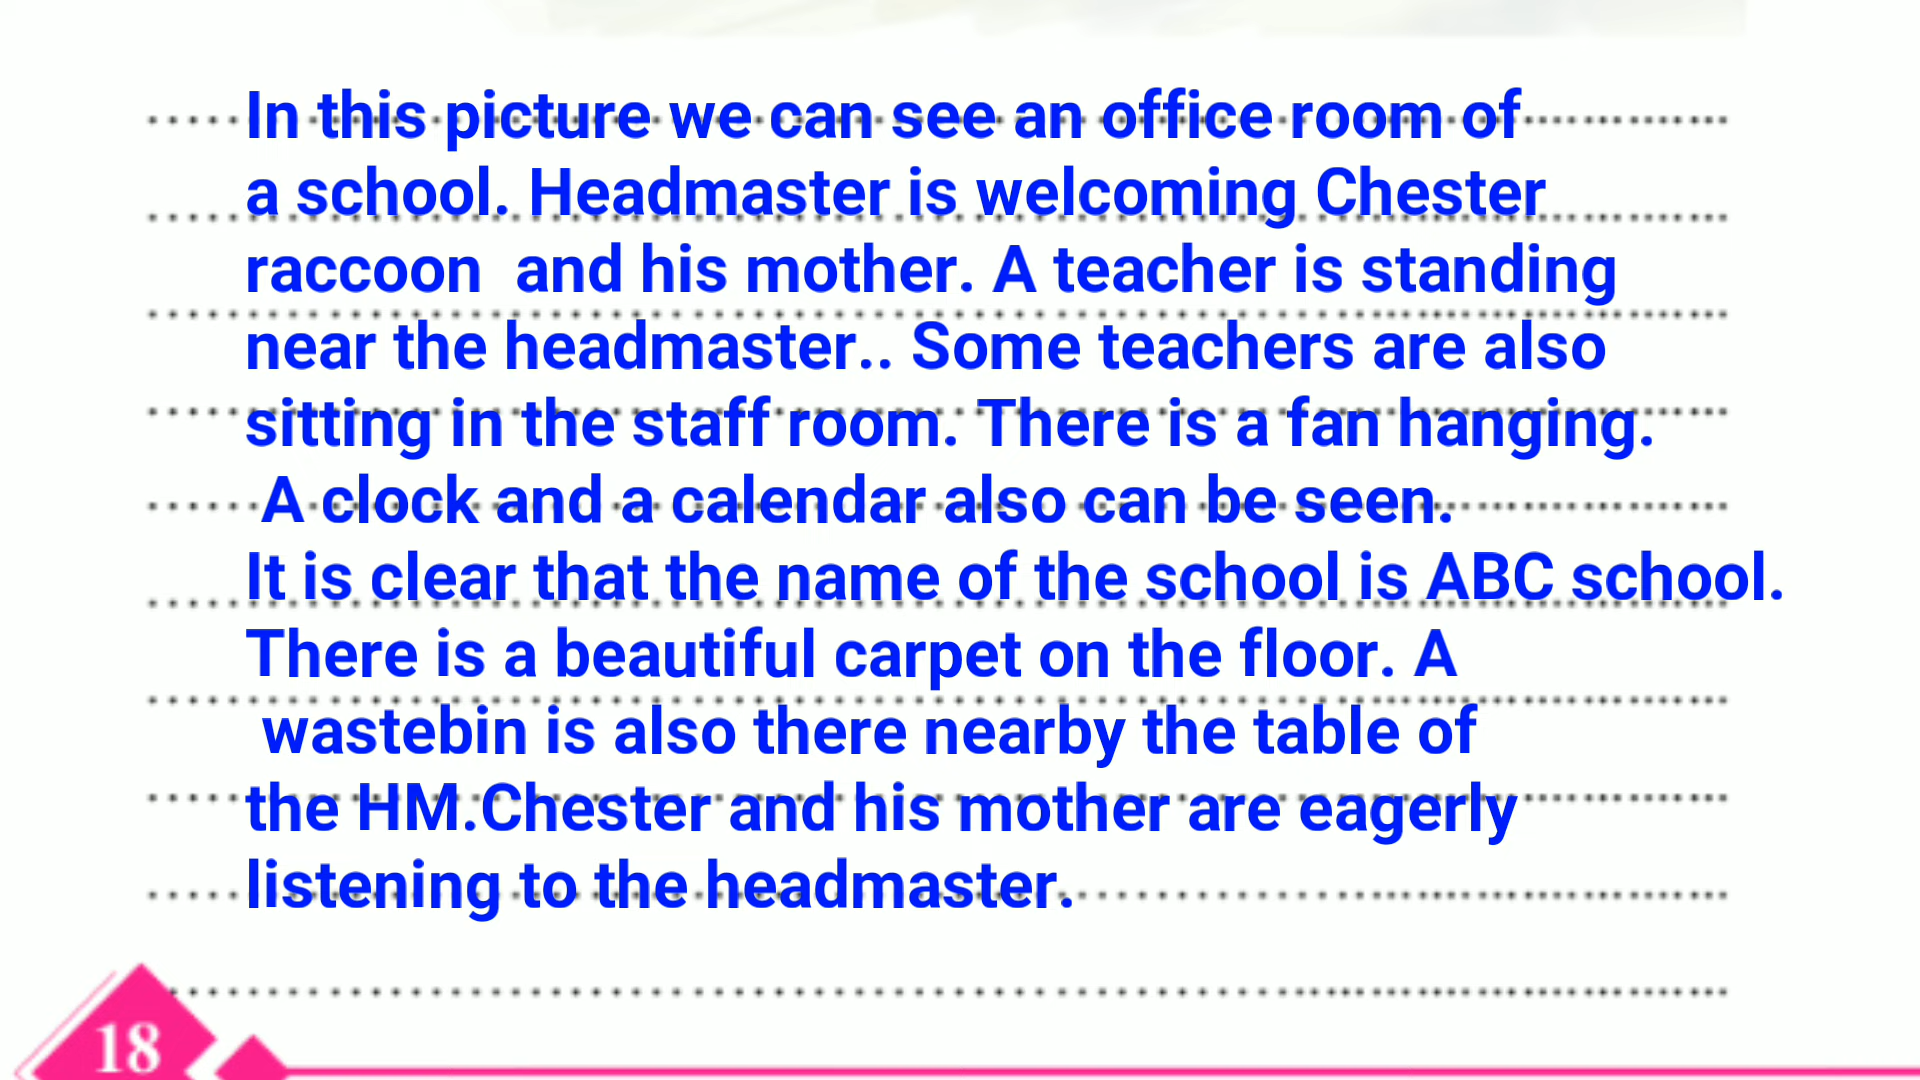 In this picture we can see an office room of
a school. Headmaster is welcoming Chester
raccoon  and his mother. A teacher is standing
near the headmaster.. Some teachers are also
sitting in the staff room. There is a fan hanging.
A clock and a calendar also can be seen.
It is clear that the name of the school is ABC school.
There is a beautiful carpet on the floor. A
wastebin is also there nearby the table of
the HM.Chester and his mother are eagerly
listening to the headmaster.
18